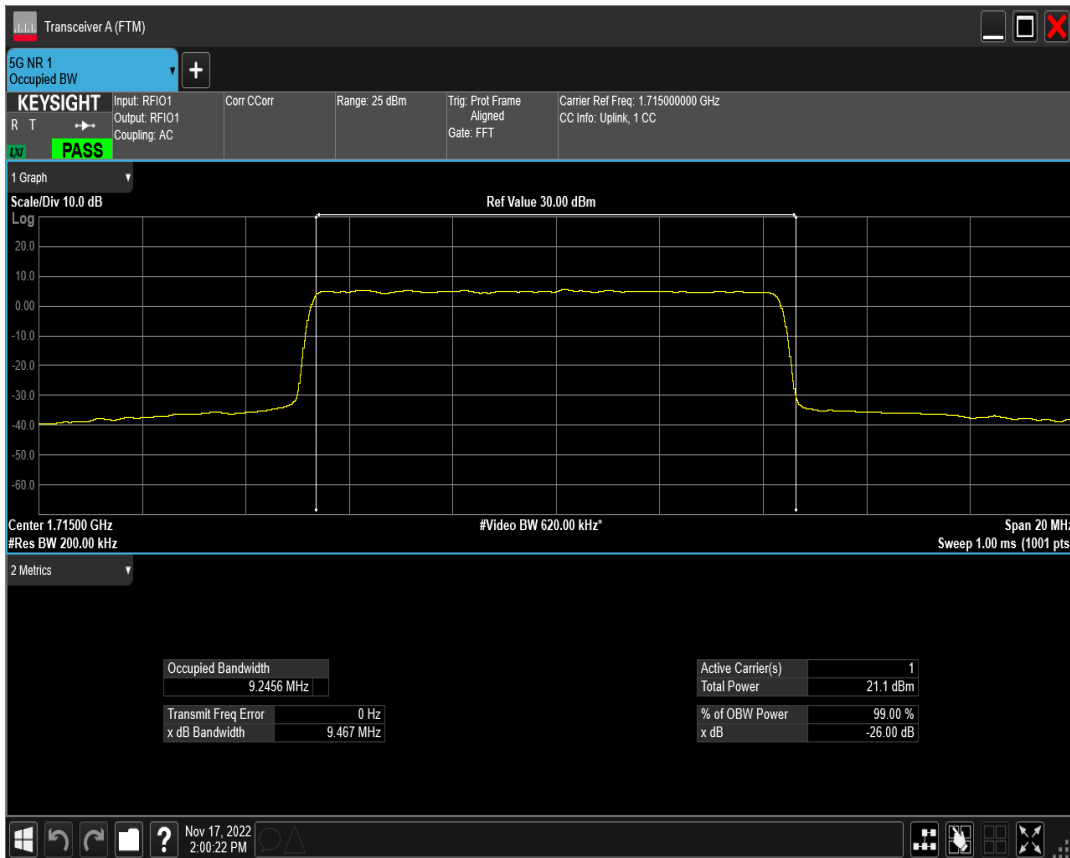 Transceiver A (FTM)
5G NR 1
Occupied BW
+
KEYSIGHT
R T
LXI
PASS
Input: RFIO1
Output: RFIO1
Coupling: AC
Corr CCorr
Range: 25 dBm
Trig: Prot Frame
Aligned
Gate: FFT
Carrier Ref Freq: 1.715000000 GHz
CC Info: Uplink, 1 CC
1 Graph
Scale/Div 10.0 dB
Ref Value 30.00 dBm
Log
20.0
10.0
0.00
-10.0
-20.0
-30.0
-40.0
-50.0
-60.0
Center 1.71500 GHz
#Video BW 620.00 kHz*
Span 20 MHz
#Res BW 200.00 kHz
Sweep 1.00 ms (1001 pts
2 Metrics
Occupied Bandwidth
9.2456 MHz
Transmit Freq Error 0 Hz
x dB Bandwidth 9.467 MHz
Active Carrier(s) 1
Total Power 21.1 dBm
% of OBW Power 99.00 %
x dB -26.00 dB
?
Nov 17, 2022
2:00:22 PM